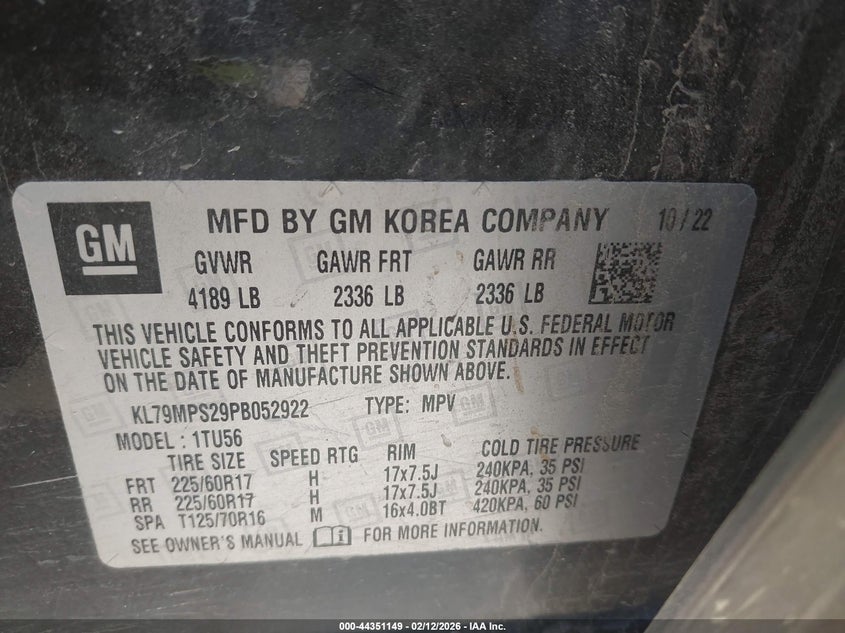 GM
MFD BY GM KOREA COMPANY 10/22
GVWR GAWR FRT GAWR RR
4189 LB 2336 LB 2336 LB
THIS VEHICLE CONFORMS TO ALL APPLICABLE U.S. FEDERAL MOTOR
VEHICLE SAFETY AND THEFT PREVENTION STANDARDS IN EFFECT
ON THE DATE OF MANUFACTURE SHOWN ABOVE.
KL79MPS29PB052922 TYPE: MPV
MODEL : 1TU56
TIRE SIZE SPEED RTG RIM COLD TIRE PRESSURE
FRT 225/60R17 H 17x7.5J 240KPA, 35 PSI
RR 225/60R17 H 17x7.5J 240KPA, 35 PSI
SPA T125/70R16 M 16x4.0BT 420KPA, 60 PSI
SEE OWNER'S MANUAL i FOR MORE INFORMATION.
000-44351149 - 02/12/2026 - IAA Inc.